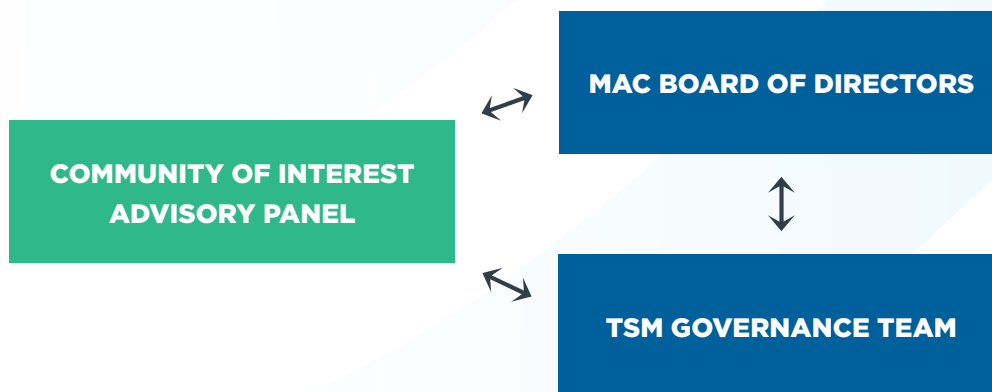 MAC BOARD OF DIRECTORS
COMMUNITY OF INTEREST
ADVISORY PANEL
TSM GOVERNANCE TEAM